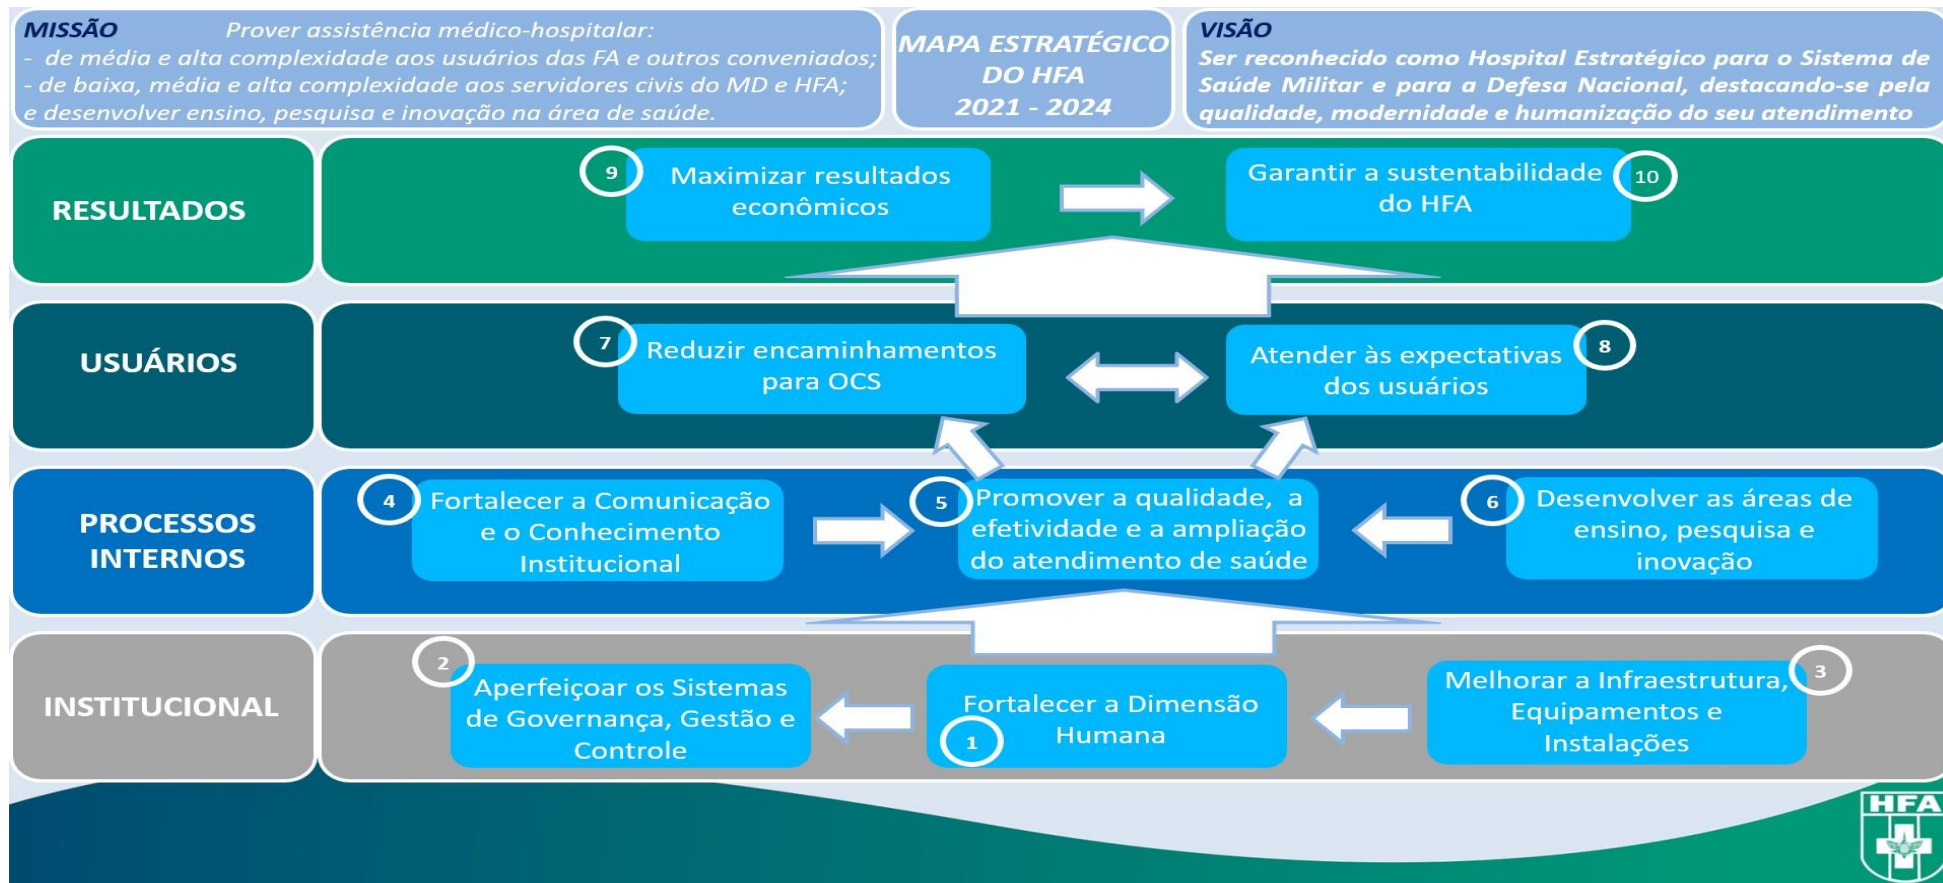 MISSÃO Prover assistência médico-hospitalar:
- de média e alta complexidade aos usuários das FA e outros conveniados;
- de baixa, média e alta complexidade aos servidores civis do MD e HFA;
e desenvolver ensino, pesquisa e inovação na área de saúde.
MAPA ESTRATÉGICO
DO HFA
2021 - 2024
VISÃO
Ser reconhecido como Hospital Estratégico para o Sistema de
Saúde Militar e para a Defesa Nacional, destacando-se pela
qualidade, modernidade e humanização do seu atendimento
RESULTADOS
9
Maximizar resultados
econômicos
Garantir a sustentabilidade
do HFA
10
USUÁRIOS
7
Reduzir encaminhamentos
para OCS
Atender às expectativas
dos usuários
8
PROCESSOS
INTERNOS
4
Fortalecer a Comunicação
e o Conhecimento
Institucional
5
Promover a qualidade, a
efetividade e a ampliação
do atendimento de saúde
6
Desenvolver as áreas de
ensino, pesquisa e
inovação
INSTITUCIONAL
2
Aperfeiçoar os Sistemas
de Governança, Gestão e
Controle
Fortalecer a Dimensão
Humana
1
Melhorar a Infraestrutura,
Equipamentos e
Instalações
3
HFA